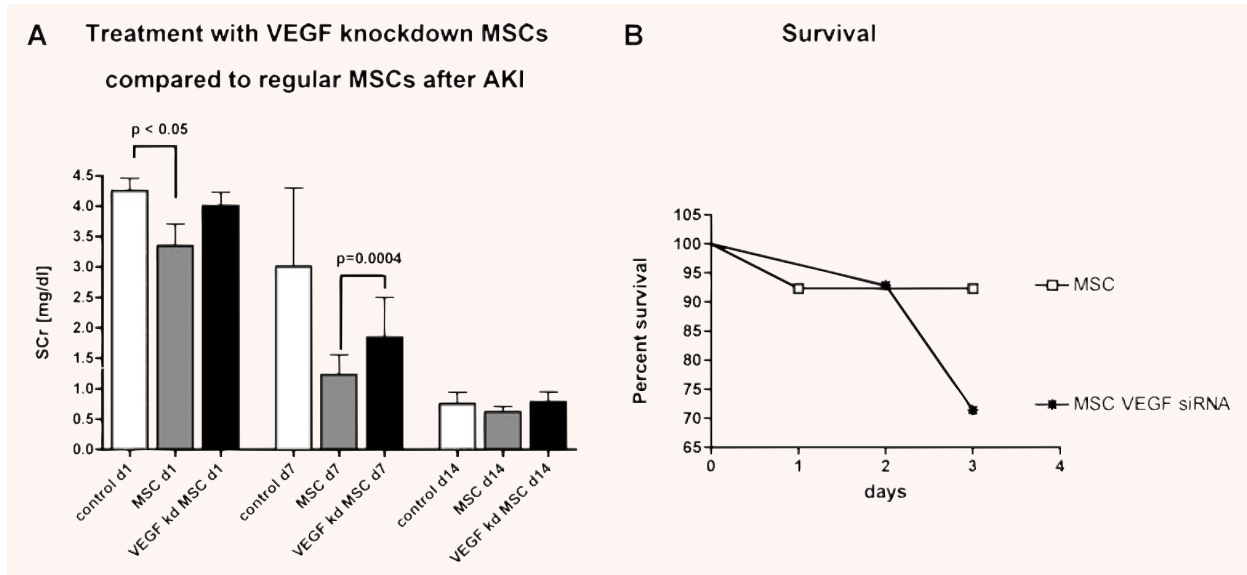 A
Treatment with VEGF knockdown MSCs
compared to regular MSCs after AKI
p < 0.05
p=0.0004
SCr [mg/dl]
4.5
4.0
3.5
3.0
2.5
2.0
1.5
1.0
0.5
0.0
control d1
MSC d1
VEGF kd MSC d1
control d7
MSC d7
VEGF kd MSC d7
control d14
MSC d14
VEGF kd MSC d14
B
Survival
Percent survival
105
100
95
90
85
80
75
70
65
0 1 2 3 4
days
MSC
MSC VEGF siRNA